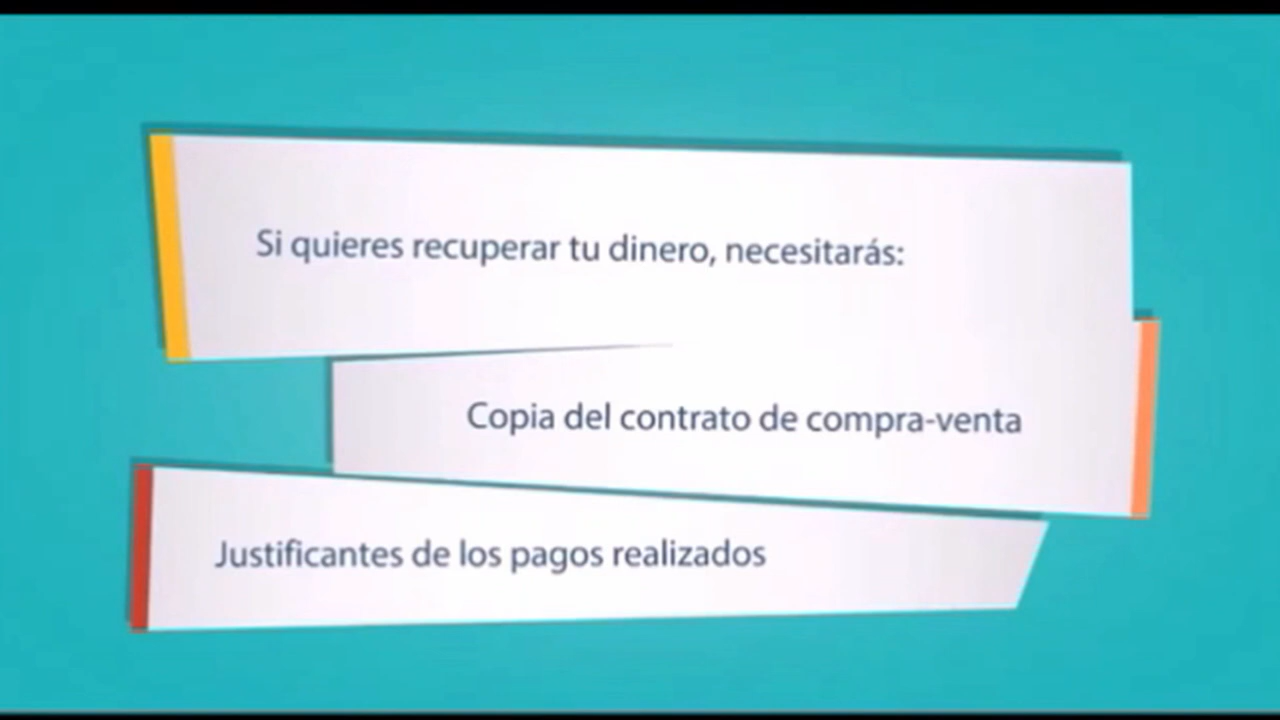 Si quieres recuperar tu dinero, necesitarás:
Copia del contrato de compra-venta
Justificantes de los pagos realizados